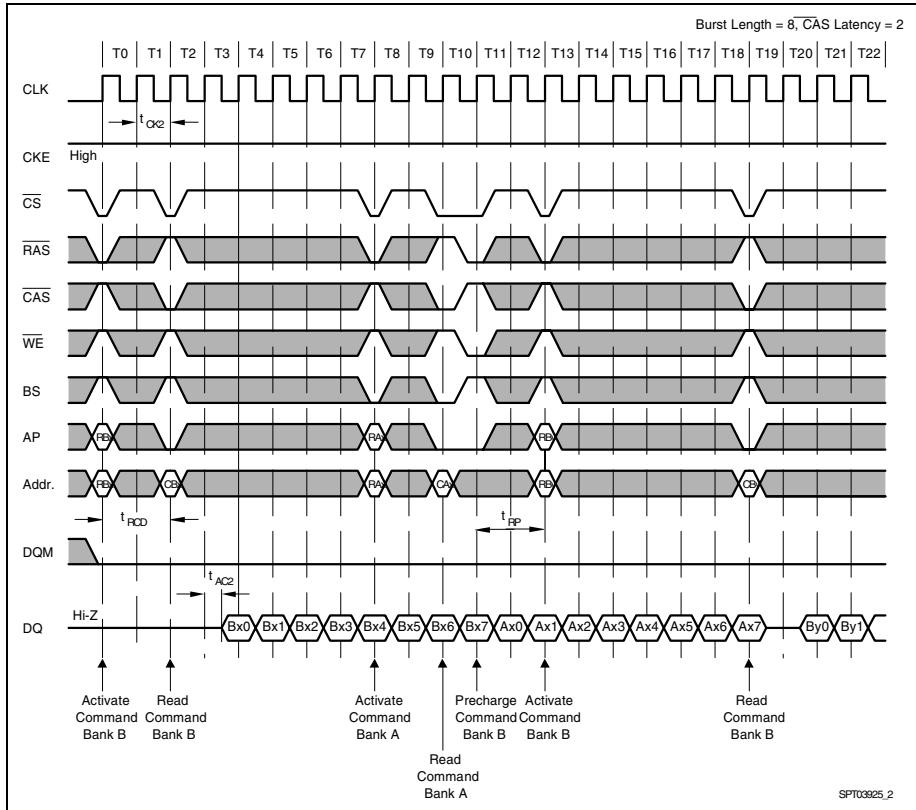 Burst Length = 8, CAS Latency = 2
T0 T1 T2 T3 T4 T5 T6 T7 T8 T9 T10 T11 T12 T13 T14 T15 T16 T17 T18 T19 T20 T21 T22
CLK
t CK2
CKE High
CS
RAS
CAS
WE
BS
AP RB RA RB
Addr. RB CB RA CA RB CB
t RCD t RP
DQM
t AC2
DQ Hi-Z Bx0 Bx1 Bx2 Bx3 Bx4 Bx5 Bx6 Bx7 Ax0 Ax1 Ax2 Ax3 Ax4 Ax5 Ax6 Ax7 By0 By1
Activate Command Bank B
Read Command Bank B
Activate Command Bank A
Read Command Bank A
Precharge Command Bank B
Activate Command Bank B
Read Command Bank B
SPT03925_2